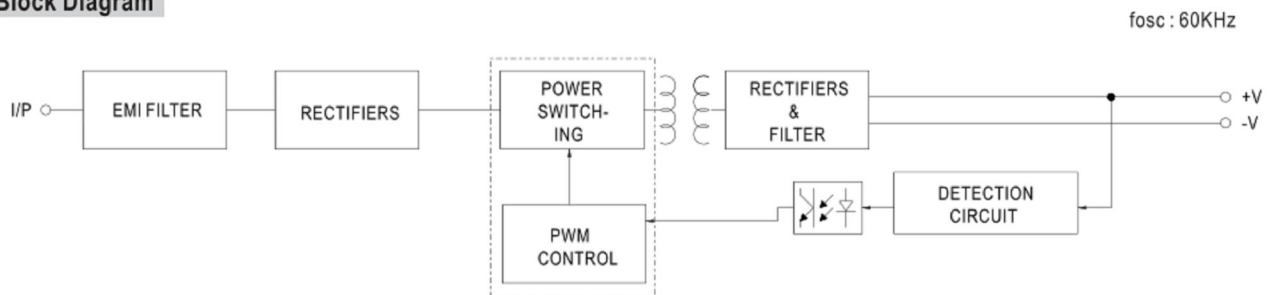 Block Diagram
fosc : 60KHz
I/P
EMI FILTER
RECTIFIERS
POWER
SWITCH-
ING
RECTIFIERS
&
FILTER
+V
-V
DETECTION
CIRCUIT
PWM
CONTROL